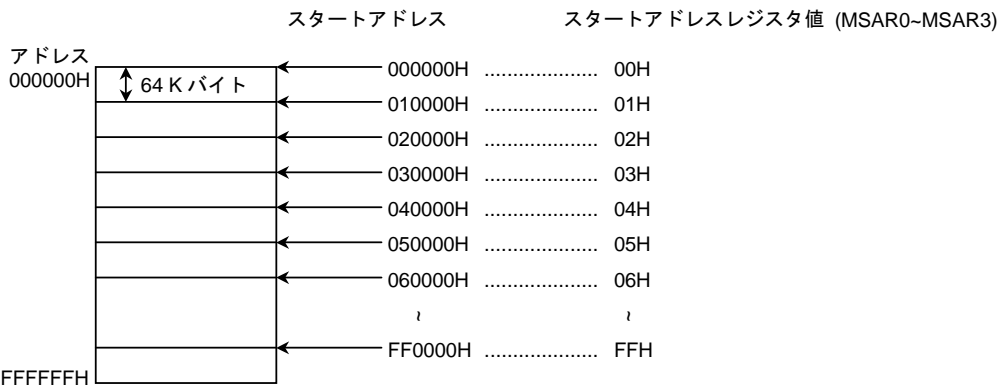 スタートアドレス スタートアドレスレジスタ値 (MSAR0~MSAR3)
アドレス
000000H
64 K バイト
000000H ................... 00H
010000H ................... 01H
020000H ................... 02H
030000H ................... 03H
040000H ................... 04H
050000H ................... 05H
060000H ................... 06H
~ ~
FF0000H ................... FFH
FFFFFFH